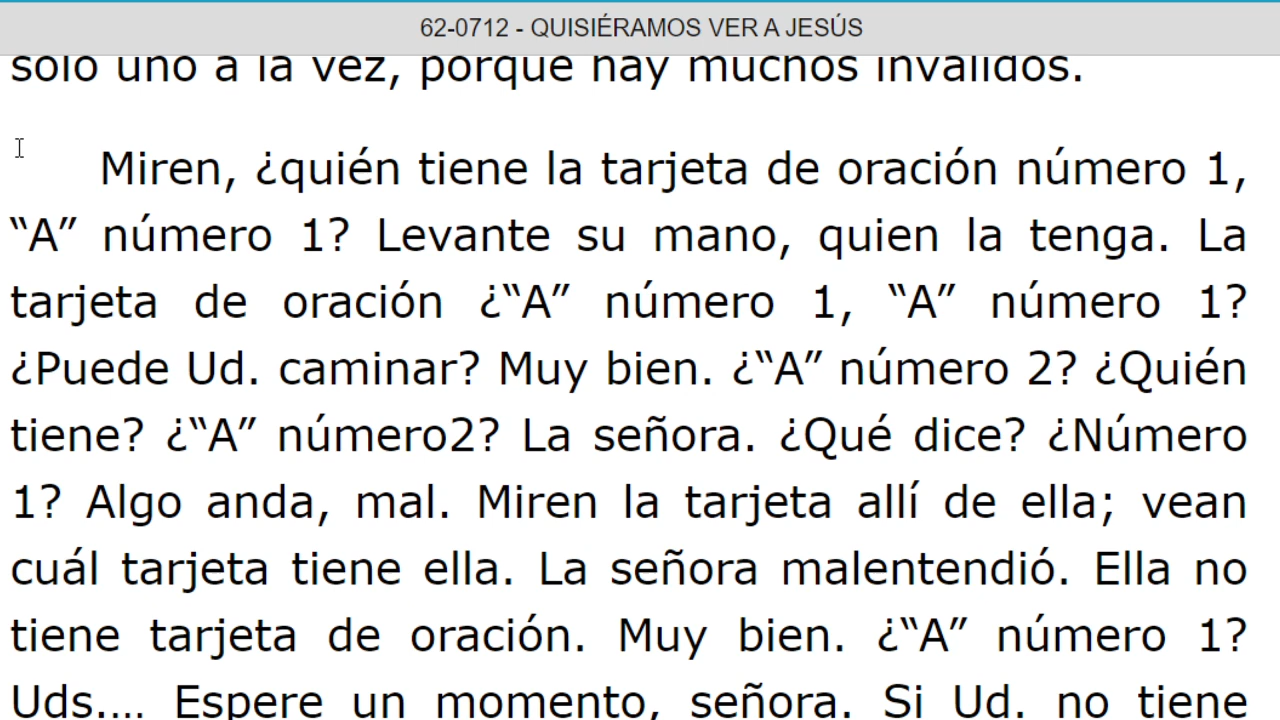 62-0712 - QUISIÉRAMOS VER A JESÚS
solo uno a la vez, porque hay muchos inválidos.
Miren, ¿quién tiene la tarjeta de oración número 1,
“A” número 1? Levante su mano, quien la tenga. La
tarjeta de oración ¿“A” número 1, “A” número 1?
¿Puede Ud. caminar? Muy bien. ¿“A” número 2? ¿Quién
tiene? ¿“A” número2? La señora. ¿Qué dice? ¿Número
1? Algo anda, mal. Miren la tarjeta allí de ella; vean
cuál tarjeta tiene ella. La señora malentendió. Ella no
tiene tarjeta de oración. Muy bien. ¿“A” número 1?
Uds.... Espere un momento, señora. Si Ud. no tiene